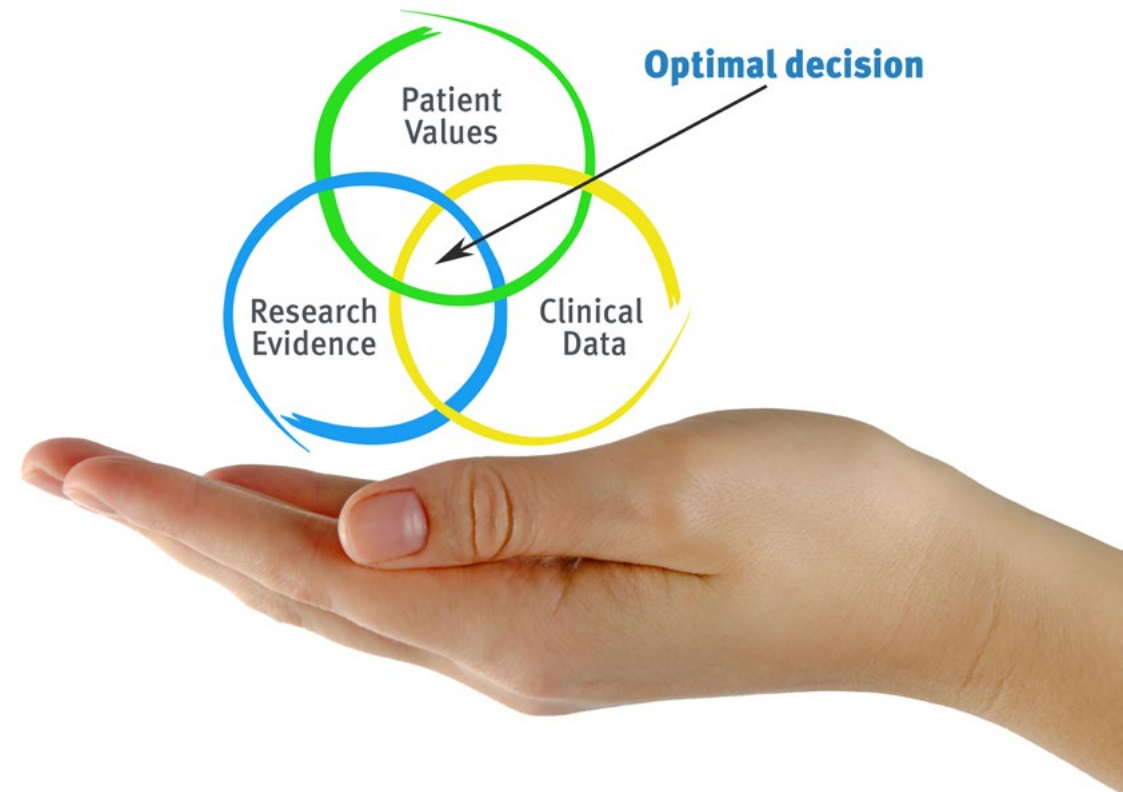 Patient
Values
Optimal decision
Research
Evidence
Clinical
Data